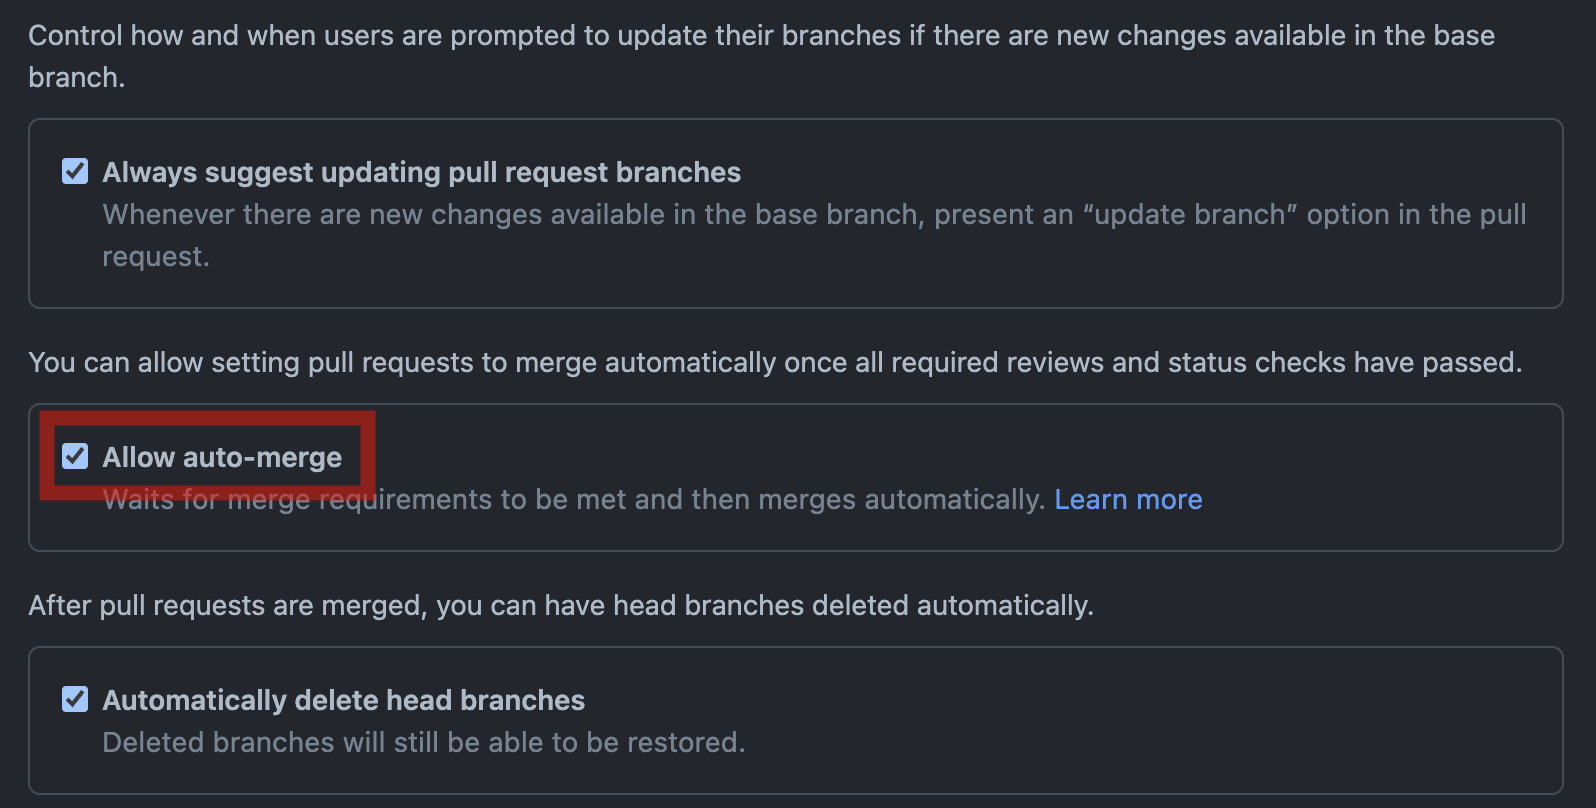 Control how and when users are prompted to update their branches if there are new changes available in the base
branch.
Always suggest updating pull request branches
Whenever there are new changes available in the base branch, present an “update branch” option in the pull
request.
You can allow setting pull requests to merge automatically once all required reviews and status checks have passed.
Allow auto-merge
Waits for merge requirements to be met and then merges automatically. Learn more
After pull requests are merged, you can have head branches deleted automatically.
Automatically delete head branches
Deleted branches will still be able to be restored.